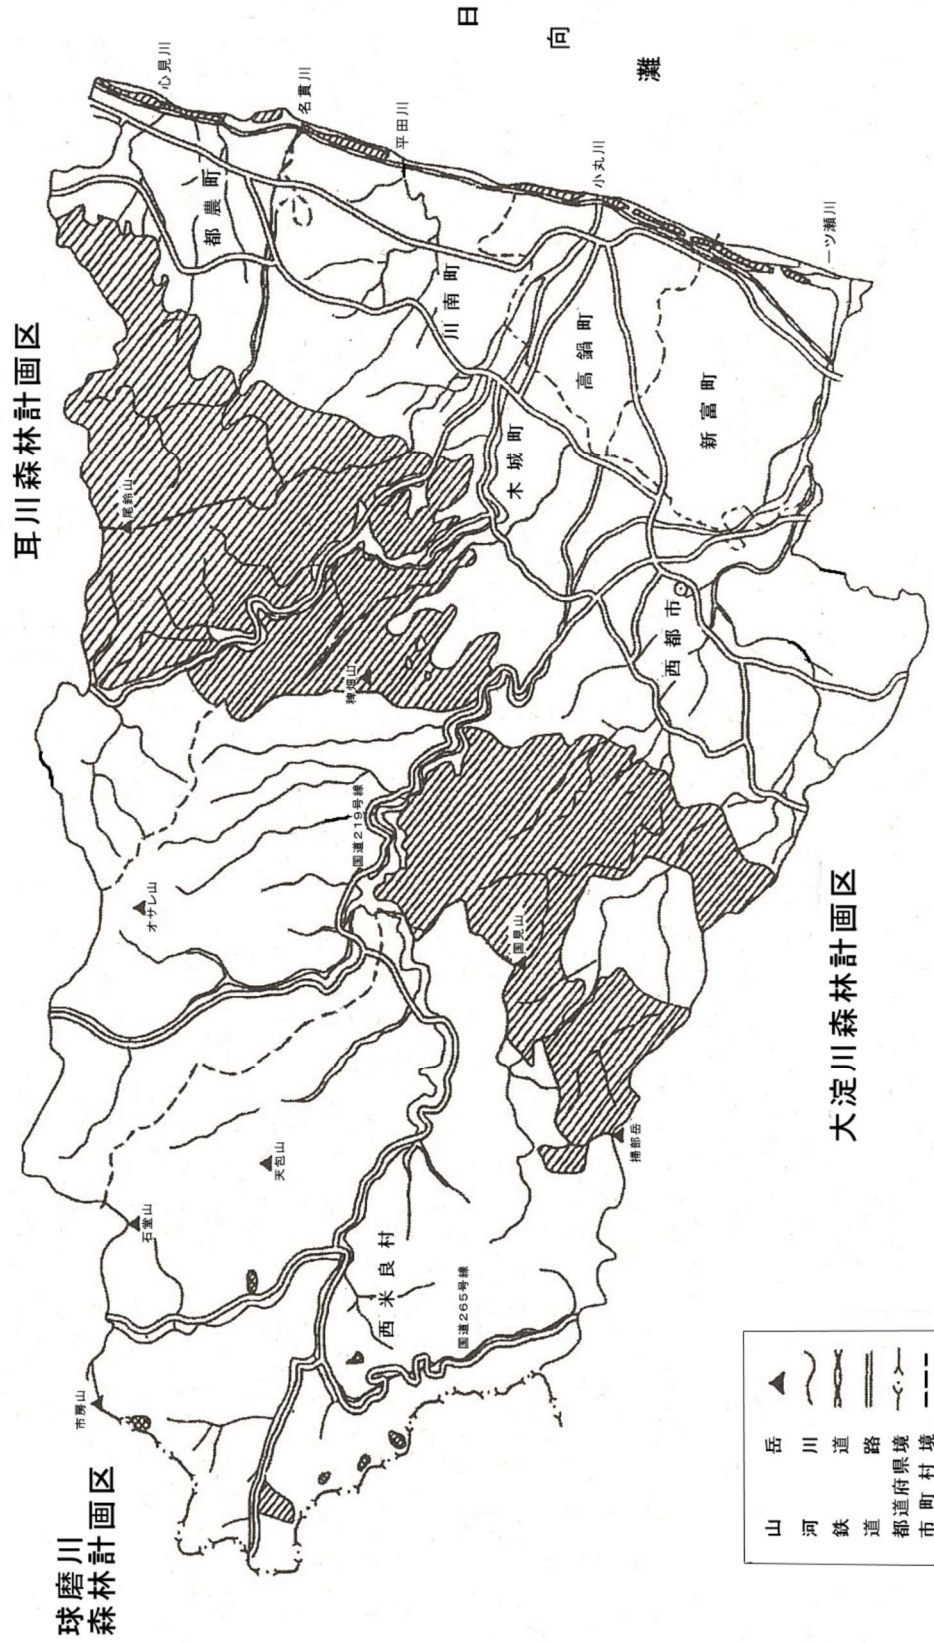 耳川森林計画区
球磨川
森林計画区
大淀川森林計画区
日向灘
心見川
名貫川
平田川
小丸川
一ツ瀬川
都農町
川南町
高鍋町
木城町
新富町
西都市
西米良村
尾鈴山
稗畑山
オサレ山
国見山
天包山
石堂山
市房山
掃部岳
国道219号線
国道265号線
山岳
河川
鉄道
道路
都道府県境
市町村境